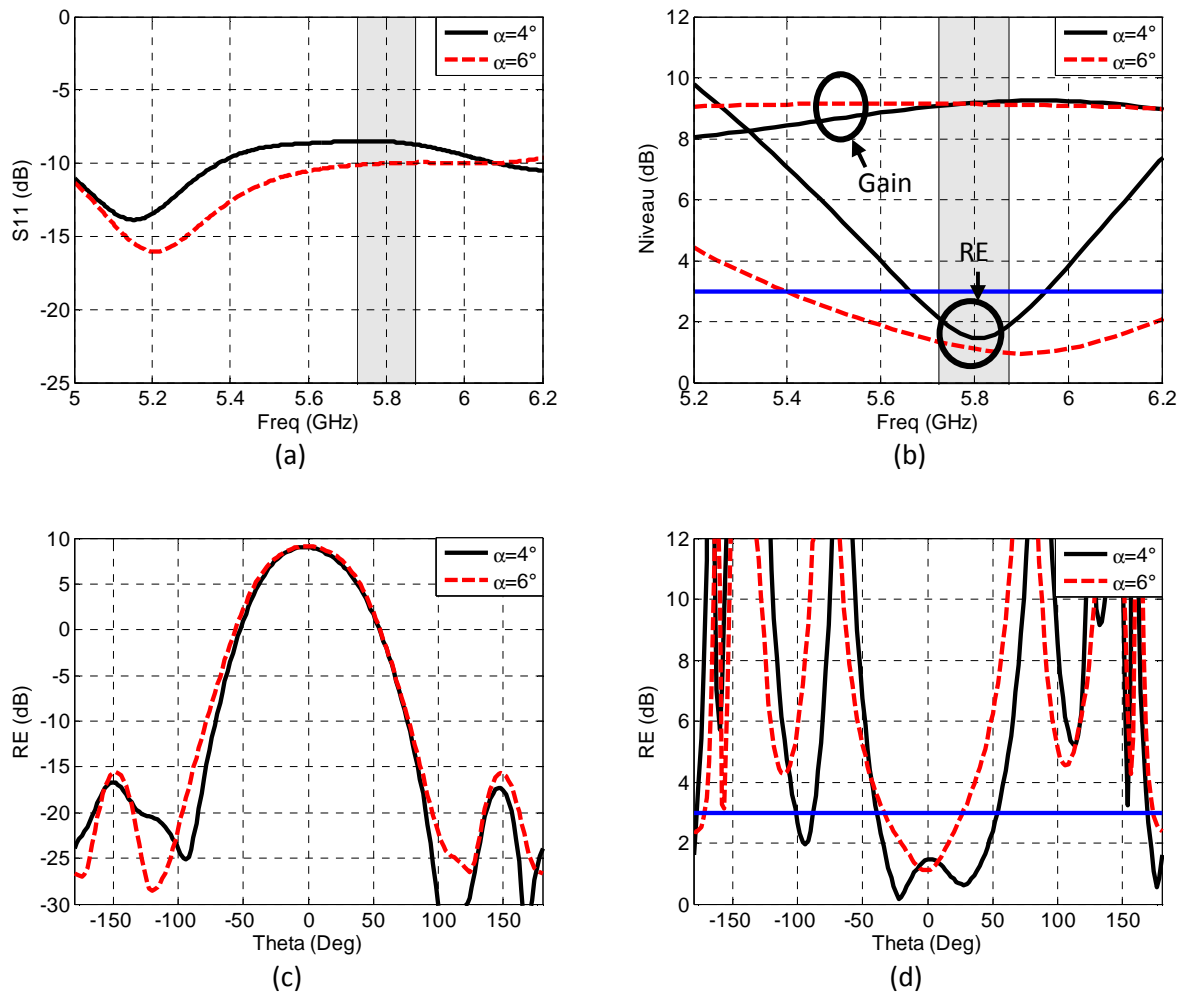 0
-5
-10
-15
-20
-25
5
5.2
5.4
5.6
5.8
6
6.2
S11 (dB)
Freq (GHz)
α=4°
α=6°
(a)
12
10
8
6
4
2
0
5.2
5.4
5.6
5.8
6
6.2
Niveau (dB)
Freq (GHz)
α=4°
α=6°
Gain
RE
(b)
10
5
0
-5
-10
-15
-20
-25
-30
-150
-100
-50
0
50
100
150
RE (dB)
Theta (Deg)
α=4°
α=6°
(c)
12
10
8
6
4
2
0
-150
-100
-50
0
50
100
150
RE (dB)
Theta (Deg)
α=4°
α=6°
(d)